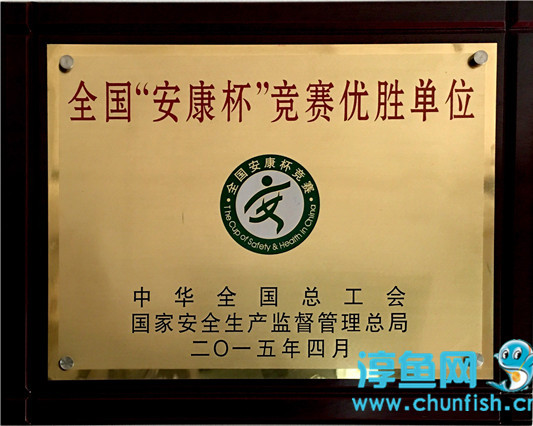 全国“安康杯”竞赛优胜单位
全国安康杯竞赛
The Cup of Safety & Health in China
中华全国总工会
国家安全生产监督管理总局
二〇一五年四月
淳鱼网
www.chunfish.cn